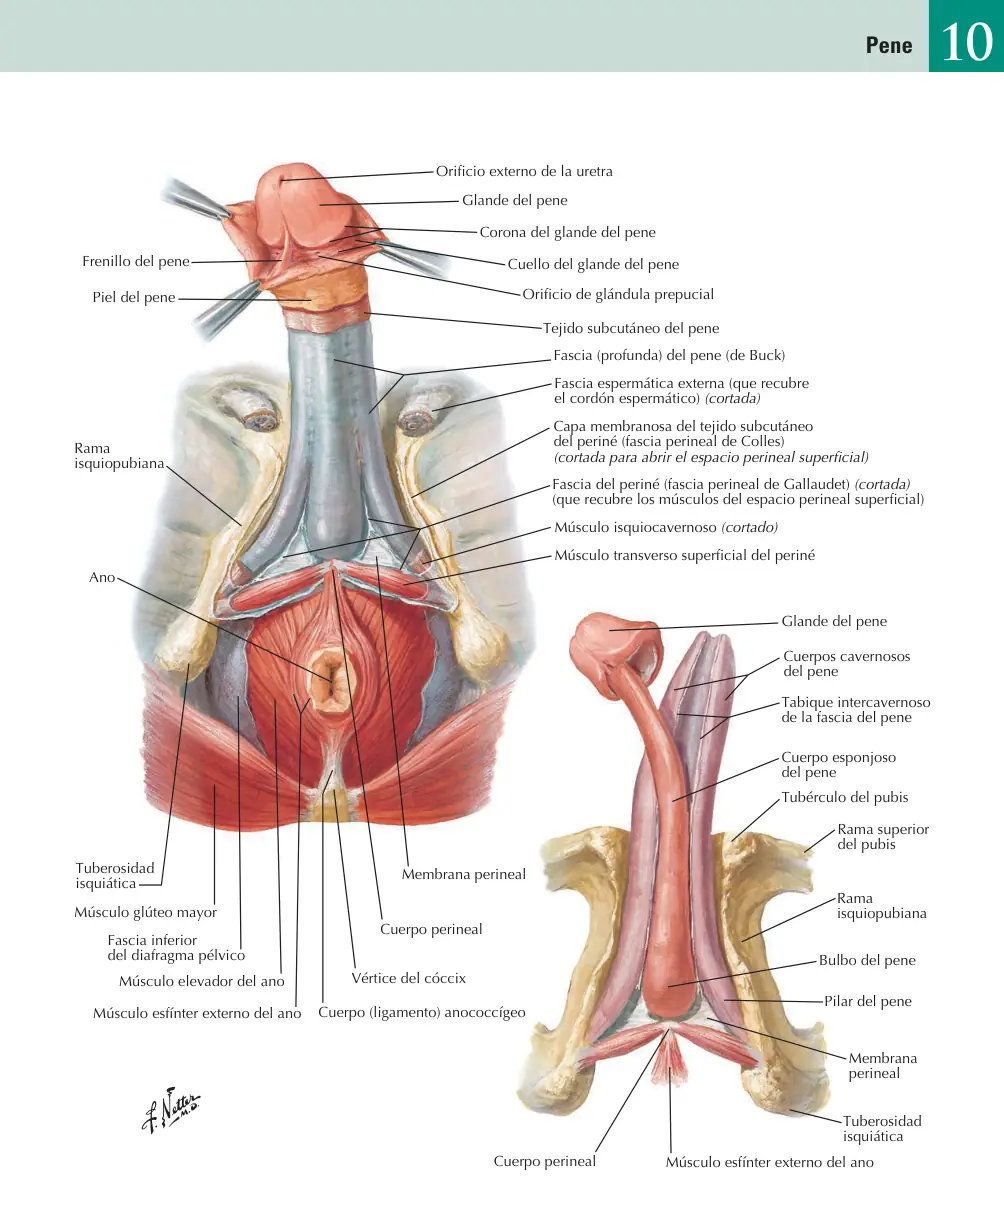 Pene 10
Orificio externo de la uretra
Glande del pene
Corona del glande del pene
Frenillo del pene
Cuello del glande del pene
Piel del pene
Orificio de glándula prepucial
Tejido subcutáneo del pene
Fascia (profunda) del pene (de Buck)
Fascia espermática externa (que recubre
el cordón espermático) (cortada)
Capa membranosa del tejido subcutáneo
del periné (fascia perineal de Colles)
(cortada para abrir el espacio perineal superficial)
Rama
isquiopubiana
Fascia del periné (fascia perineal de Gallaudet) (cortada)
(que recubre los músculos del espacio perineal superficial)
Músculo isquiocavernoso (cortado)
Músculo transverso superficial del periné
Ano
Glande del pene
Cuerpos cavernosos
del pene
Tabique intercavernoso
de la fascia del pene
Cuerpo esponjoso
del pene
Tubérculo del pubis
Rama superior
del pubis
Tuberosidad
isquiática
Membrana perineal
Rama
isquiopubiana
Músculo glúteo mayor
Cuerpo perineal
Fascia inferior
del diafragma pélvico
Bulbo del pene
Músculo elevador del ano
Vértice del cóccix
Pilar del pene
Músculo esfínter externo del ano
Cuerpo (ligamento) anococcígeo
Membrana
perineal
F. Netter
M.D.
Tuberosidad
isquiática
Cuerpo perineal
Músculo esfínter externo del ano